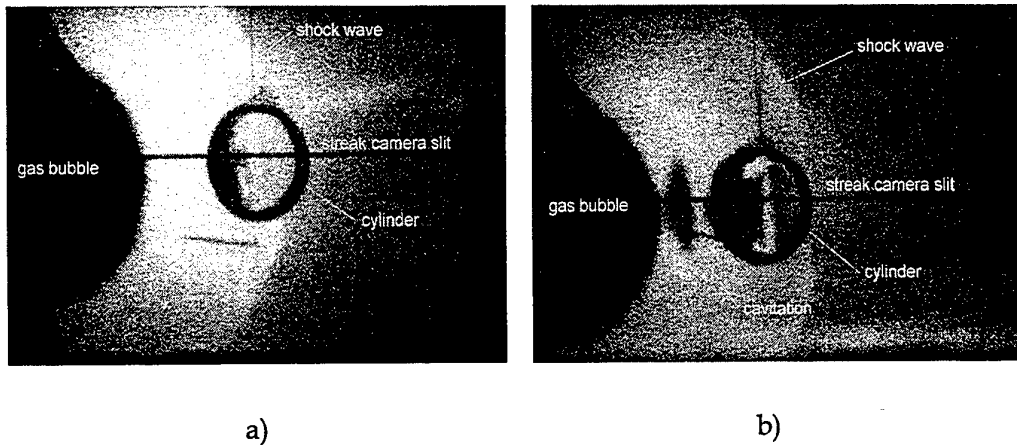 shock wave
streak camera slit
gas bubble
cylinder
shock wave
streak camera slit
gas bubble
cylinder
cavitation
a)
b)